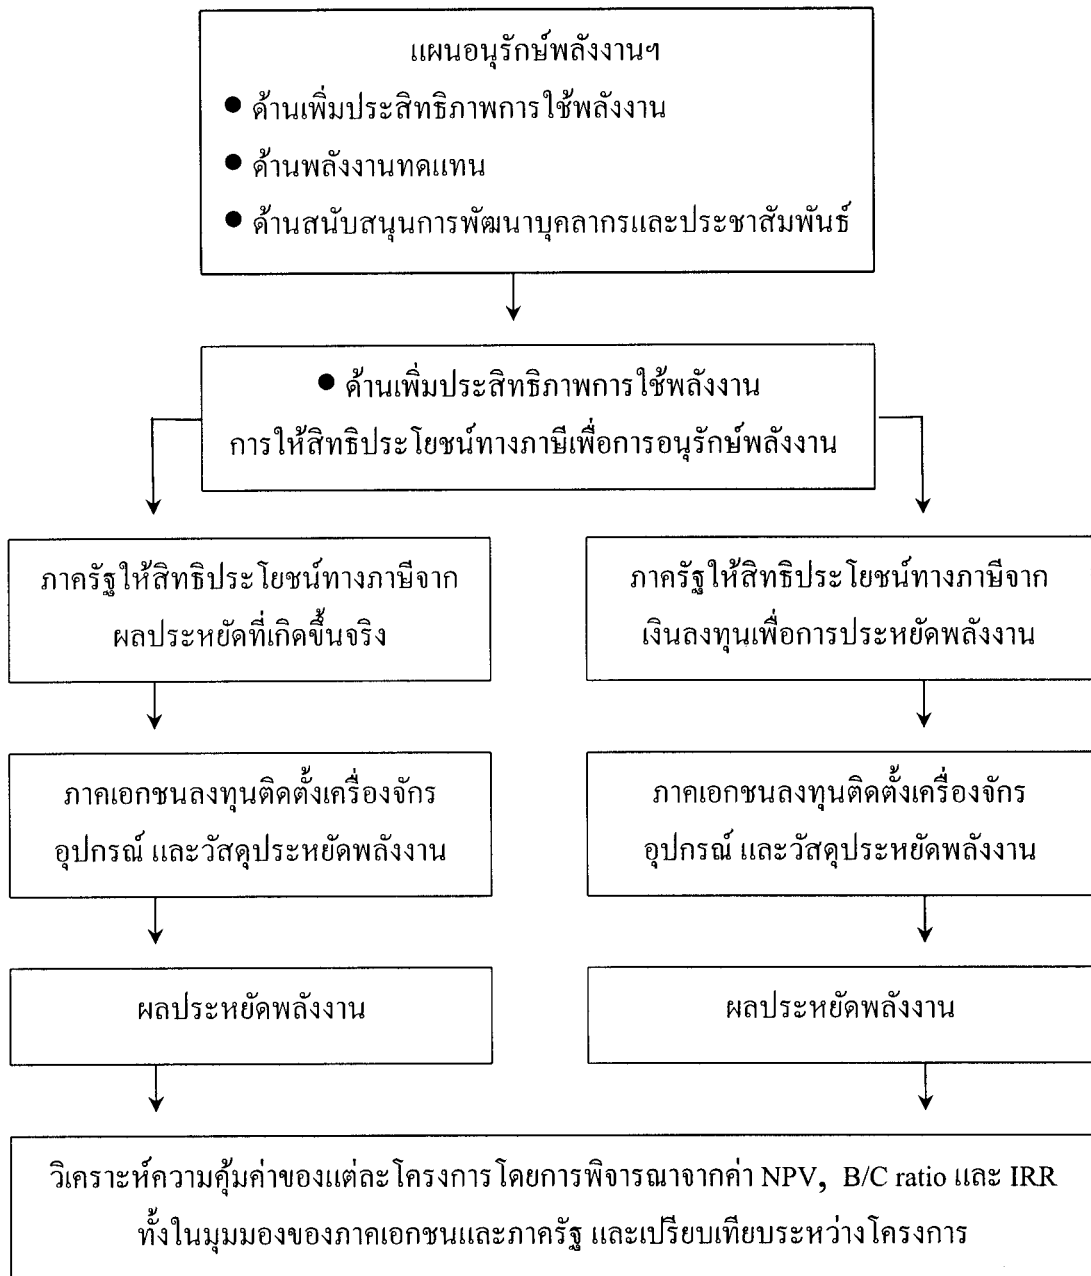 แผนอนุรักษ์พลังงานฯ
● ด้านเพิ่มประสิทธิภาพการใช้พลังงาน
● ด้านพลังงานทดแทน
● ด้านสนับสนุนการพัฒนาบุคลากรและประชาสัมพันธ์
● ด้านเพิ่มประสิทธิภาพการใช้พลังงาน
การให้สิทธิประโยชน์ทางภาษีเพื่อการอนุรักษ์พลังงาน
ภาครัฐให้สิทธิประโยชน์ทางภาษีจาก
ผลประหยัดที่เกิดขึ้นจริง
ภาครัฐให้สิทธิประโยชน์ทางภาษีจาก
เงินลงทุนเพื่อการประหยัดพลังงาน
ภาคเอกชนลงทุนติดตั้งเครื่องจักร
อุปกรณ์ และวัสดุประหยัดพลังงาน
ภาคเอกชนลงทุนติดตั้งเครื่องจักร
อุปกรณ์ และวัสดุประหยัดพลังงาน
ผลประหยัดพลังงาน
ผลประหยัดพลังงาน
วิเคราะห์ความคุ้มค่าของแต่ละโครงการโดยการพิจารณาจากค่า NPV, B/C ratio และ IRR
ทั้งในมุมมองของภาคเอกชนและภาครัฐ และเปรียบเทียบระหว่างโครงการ